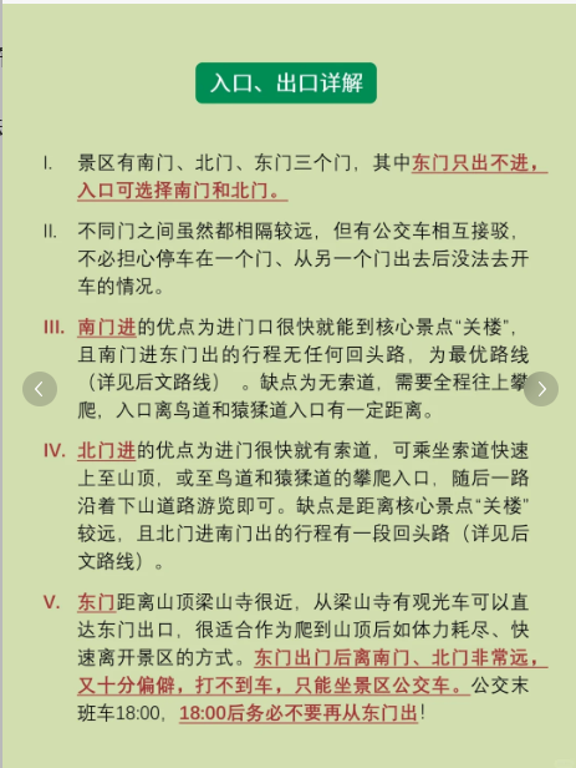 入口、出口详解
I. 景区有南门、北门、东门三个门，其中东门只出不进，
入口可选择南门和北门。
II. 不同门之间虽然都相隔较远，但有公交车相互接驳，
不必担心停车在一个门、从另一个门出去后没法去开
车的情况。
III. 南门进的优点为进门口很快就能到核心景点“关楼”，
且南门进东门出的行程无任何回头路，为最优路线
（详见后文路线） 。缺点为无索道，需要全程往上攀
爬，入口离鸟道和猿猱道入口有一定距离。
IV. 北门进的优点为进门很快就有索道，可乘坐索道快速
上至山顶，或至鸟道和猿猱道的攀爬入口，随后一路
沿着下山道路游览即可。缺点是距离核心景点“关楼”
较远，且北门进南门出的行程有一段回头路（详见后
文路线）。
V. 东门距离山顶梁山寺很近，从梁山寺有观光车可以直
达东门出口，很适合作为爬到山顶后如体力耗尽、快
速离开景区的方式。东门出门后离南门、北门非常远，
又十分偏僻，打不到车，只能坐景区公交车。公交末
班车18:00，18:00后务必不要再从东门出！